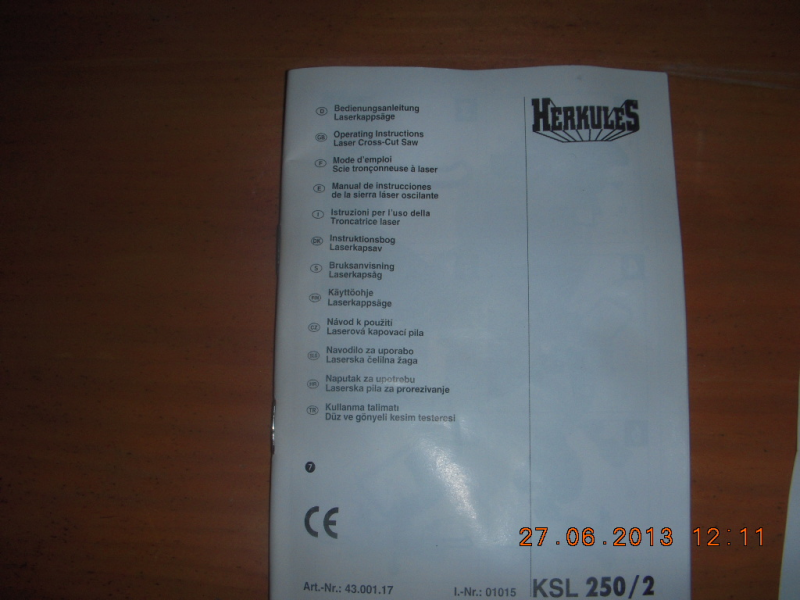 HERKULES
D Bedienungsanleitung
Laserkappsäge
GB Operating Instructions
Laser Cross-Cut Saw
F Mode d'emploi
Scie tronçonneuse à laser
E Manual de instrucciones
de la sierra láser oscilante
I Istruzioni per l'uso della
Troncatrice laser
DK Instruktionsbog
Laserkapsav
S Bruksanvisning
Laserkapsåg
FIN Käyttöohje
Laserkappsäge
CZ Návod k použití
Laserová kapovací pila
Navodilo za uporabo
Laserska čelilna žaga
HR Naputak za upotrebu
Laserska pila za prorezivanje
TR Kullanma talimatı
Düz ve gönyeli kesim testeresi
7
CE
27.06.2013 12:11
Art.-Nr.: 43.001.17 I.-Nr.: 01015 KSL 250/2